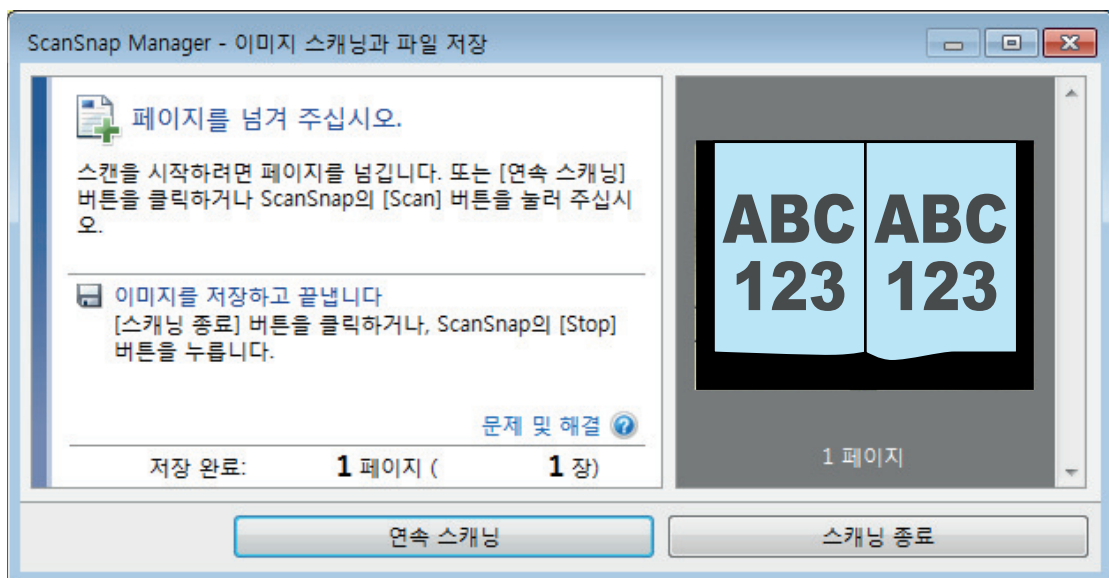 ScanSnap Manager - 이미지 스캐닝과 파일 저장
페이지를 넘겨 주십시오.
스캔을 시작하려면 페이지를 넘깁니다. 또는 [연속 스캐닝]
버튼을 클릭하거나 ScanSnap의 [Scan] 버튼을 눌러 주십시
오.
이미지를 저장하고 끝냅니다
[스캐닝 종료] 버튼을 클릭하거나, ScanSnap의 [Stop]
버튼을 누릅니다.
문제 및 해결
저장 완료: 1 페이지 ( 1 장)
ABC ABC
123 123
1 페이지
연속 스캐닝
스캐닝 종료